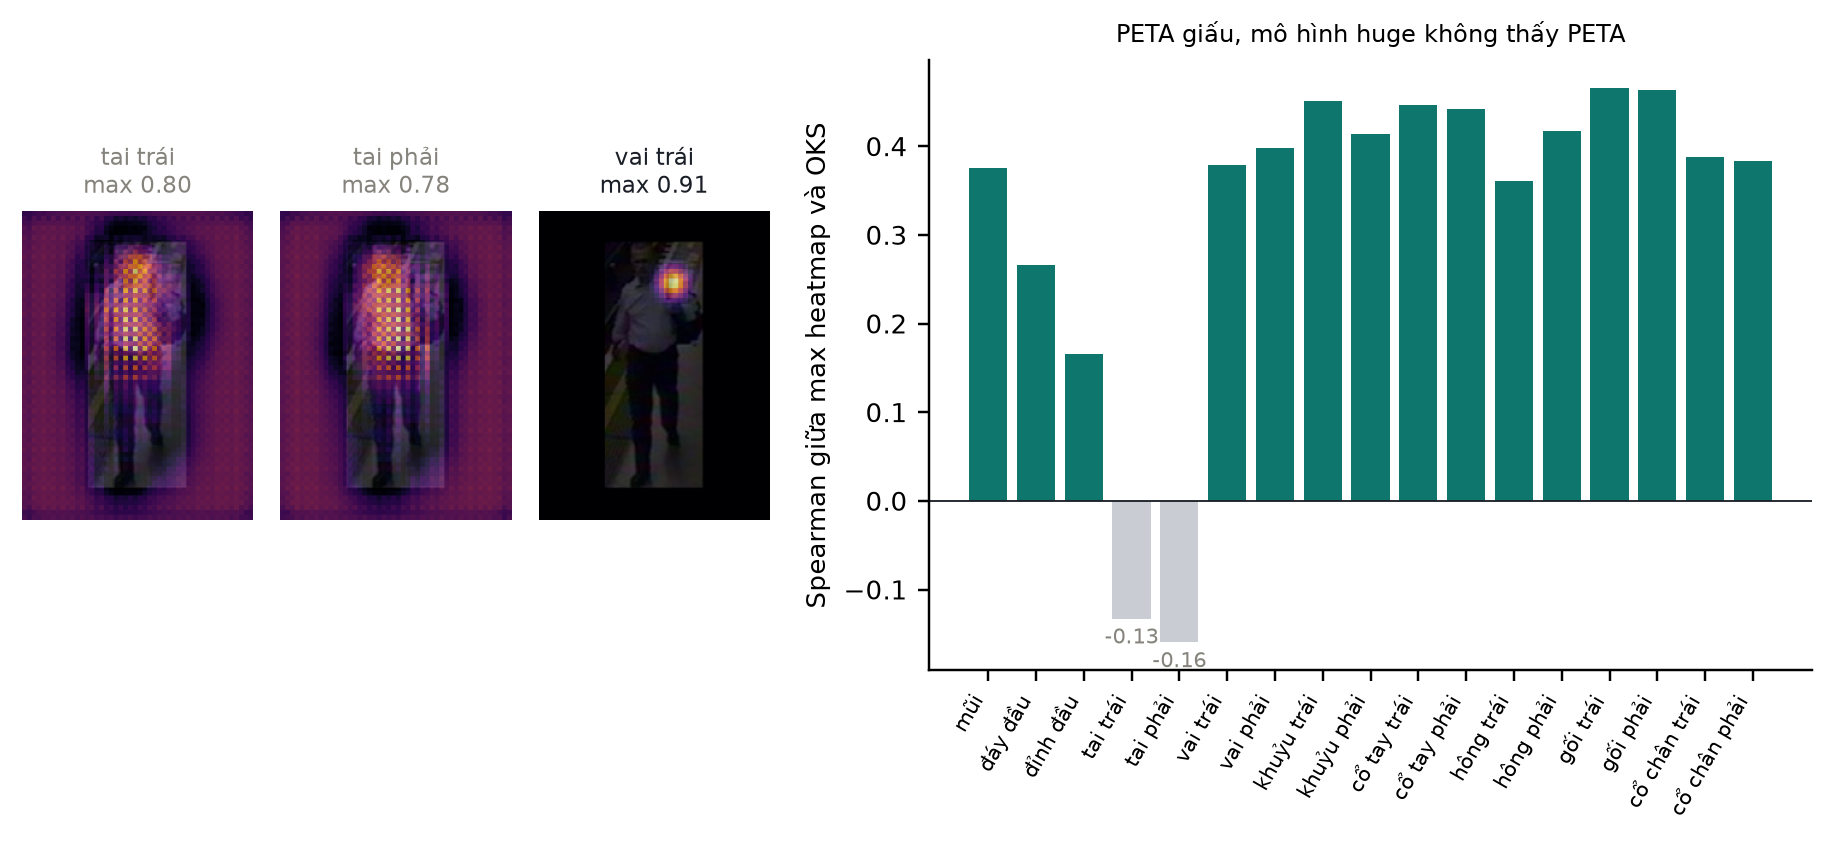 tai trái
max 0.80
tai phải
max 0.78
vai trái
max 0.91
PETA giấu, mô hình huge không thấy PETA
Spearman giữa max heatmap và OKS
0.4
0.3
0.2
0.1
0.0
−0.1
-0.13
-0.16
mũi
đáy đầu
đỉnh đầu
tai trái
tai phải
vai trái
vai phải
khuỷu trái
khuỷu phải
cổ tay trái
cổ tay phải
hông trái
hông phải
gối trái
gối phải
cổ chân trái
cổ chân phải